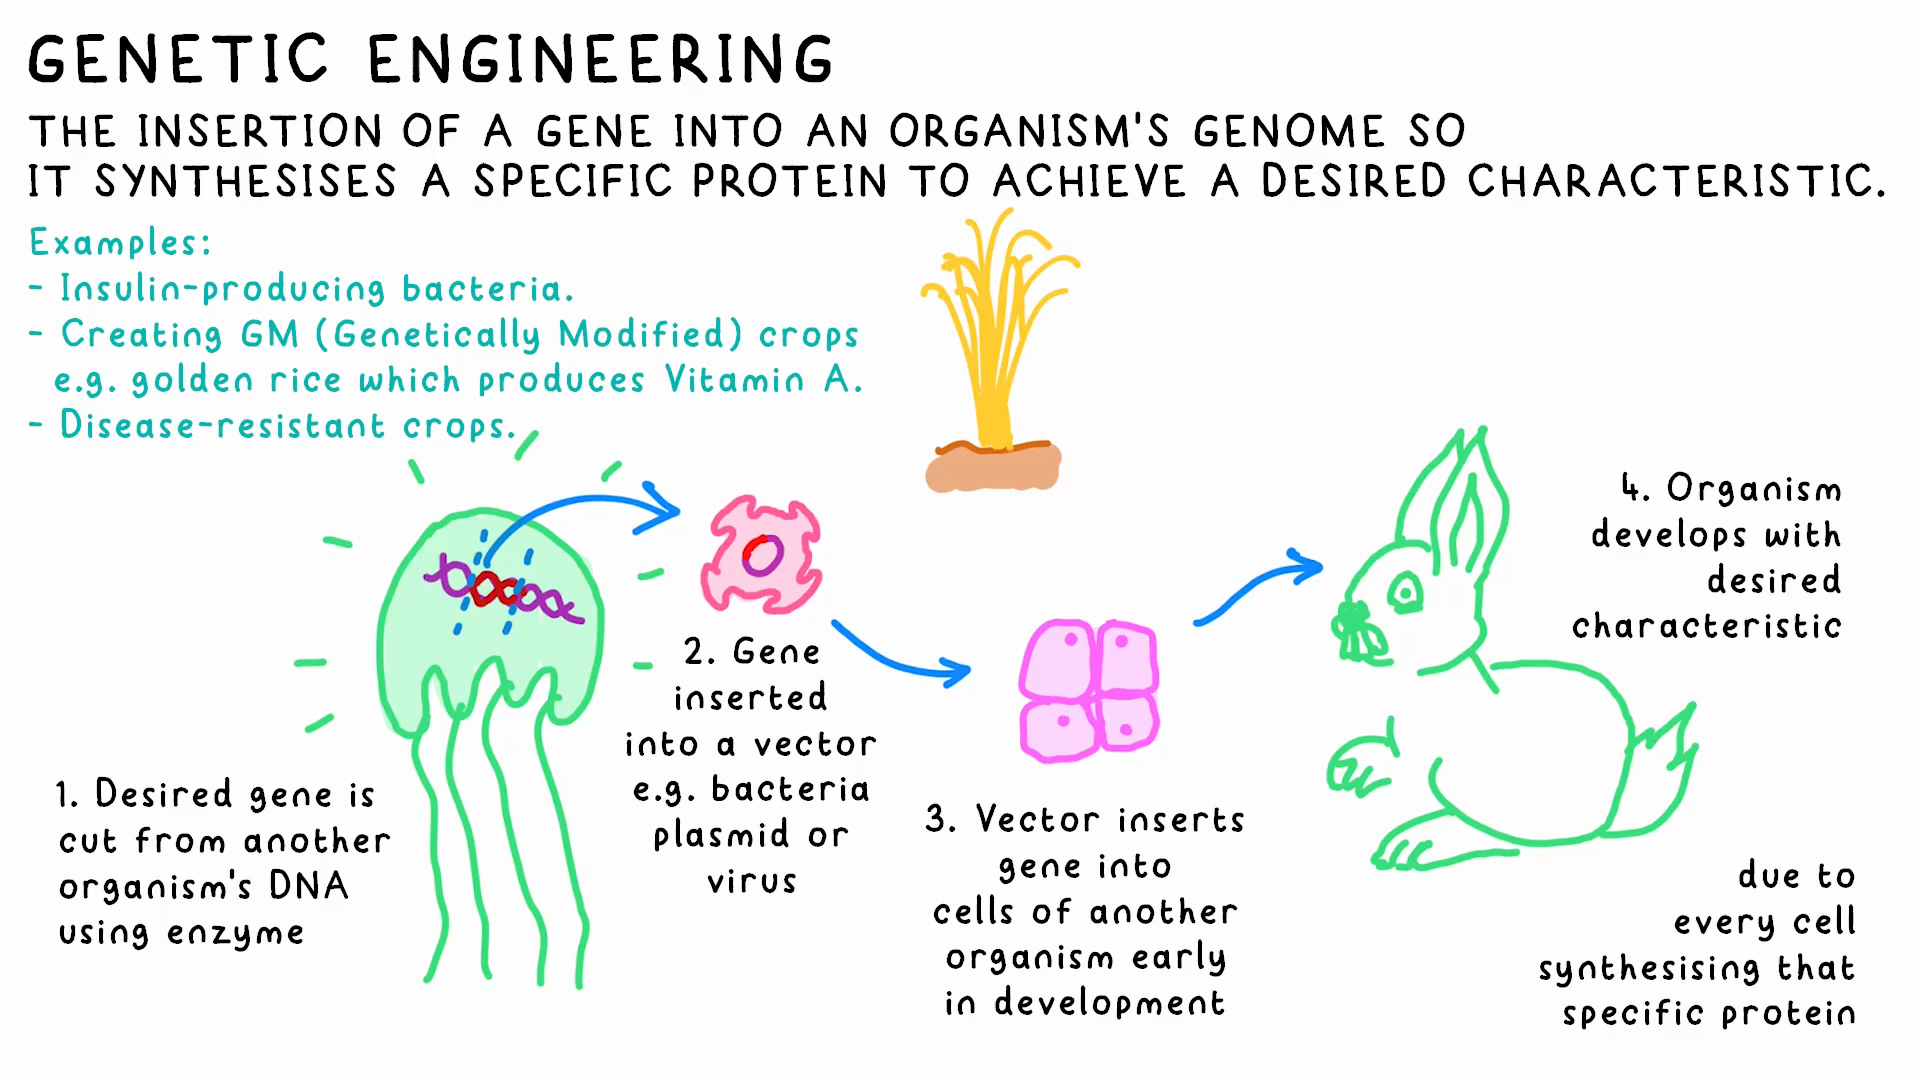 GENETIC ENGINEERING
THE INSERTION OF A GENE INTO AN ORGANISM'S GENOME SO
IT SYNTHESISES A SPECIFIC PROTEIN TO ACHIEVE A DESIRED CHARACTERISTIC.
Examples:
- Insulin-producing bacteria.
- Creating GM (Genetically Modified) crops
e.g. golden rice which produces Vitamin A.
- Disease-resistant crops.
1. Desired gene is
cut from another
organism's DNA
using enzyme
2. Gene
inserted
into a vector
e.g. bacteria
plasmid or
virus
3. Vector inserts
gene into
cells of another
organism early
in development
4. Organism
develops with
desired
characteristic
due to
every cell
synthesising that
specific protein